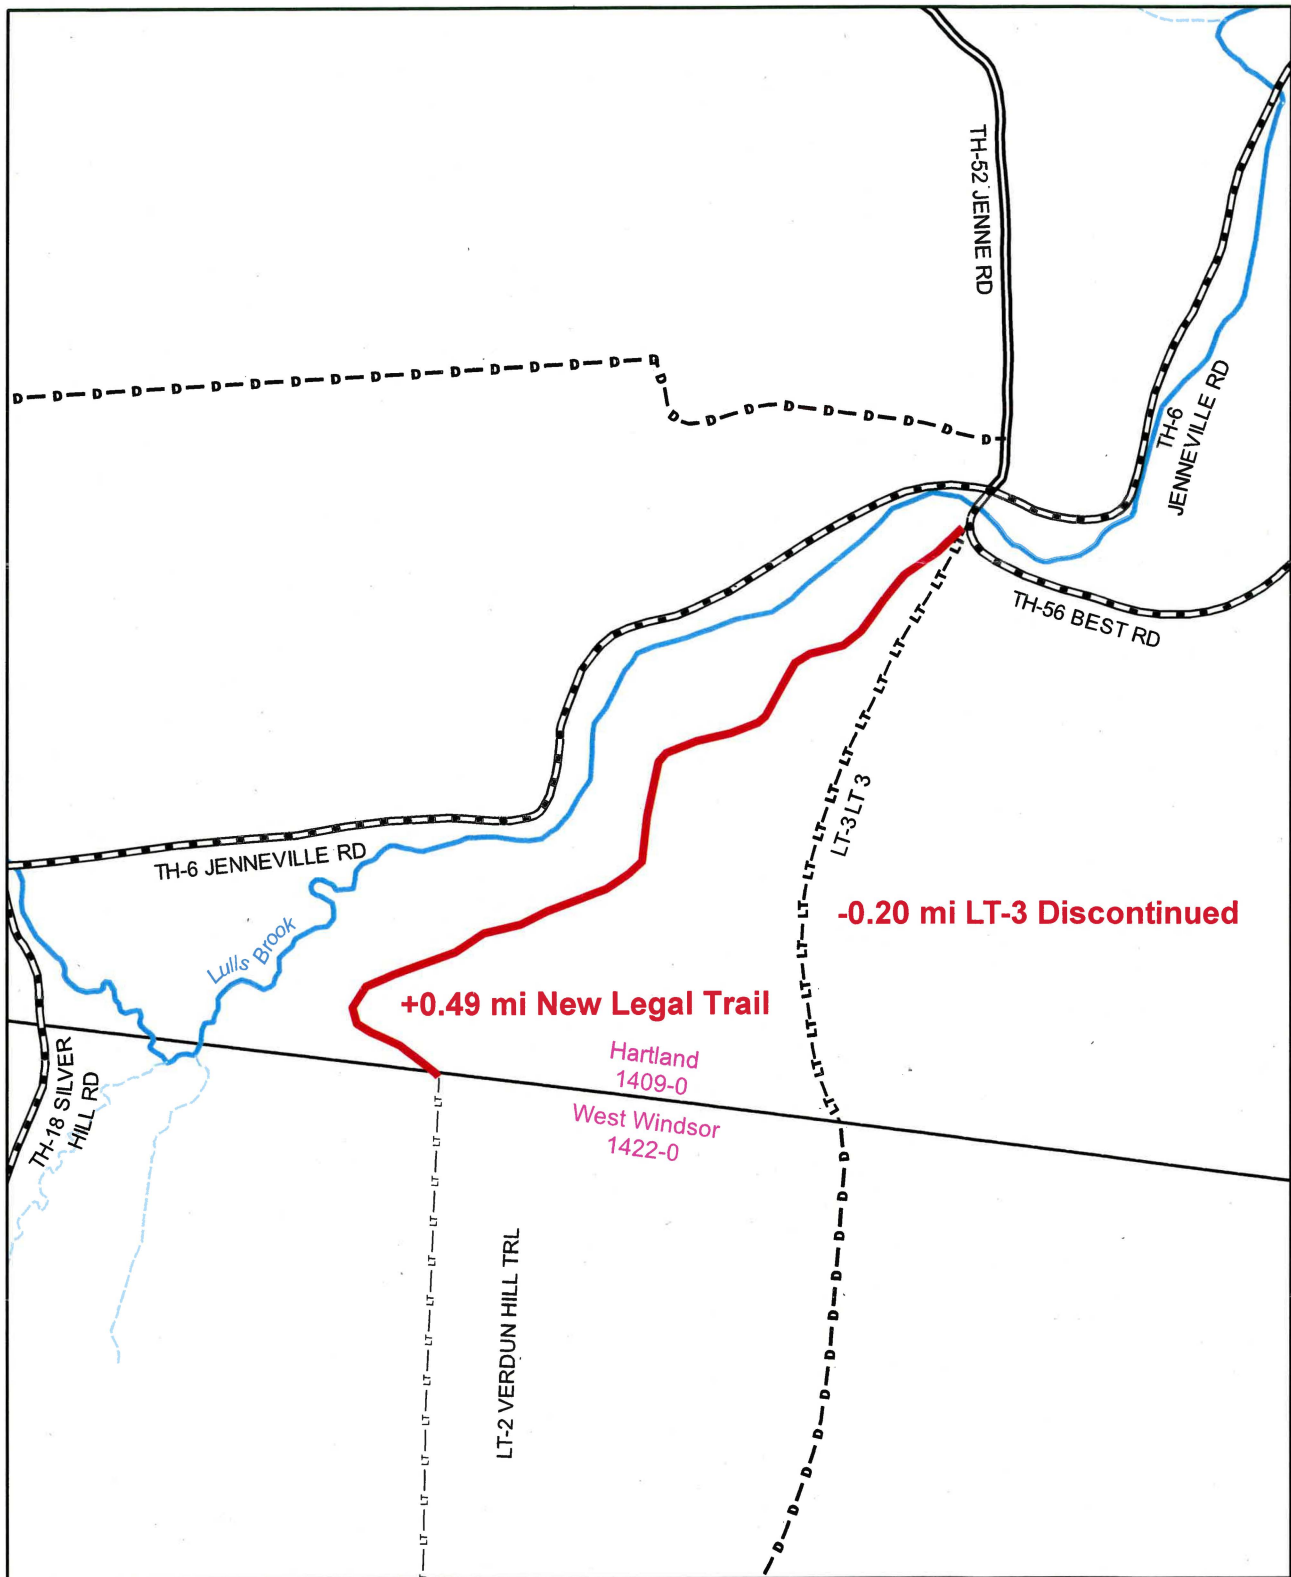 TH-52 JENNE RD
TH-6
JENNEVILLE RD
TH-56 BEST RD
LT-3 LT 3
TH-6 JENNEVILLE RD
-0.20 mi LT-3 Discontinued
Lulls Brook
+0.49 mi New Legal Trail
Hartland
1409-0
West Windsor
1422-0
TH-18 SILVER
HILL RD
LT-2 VERDUN HILL TRL